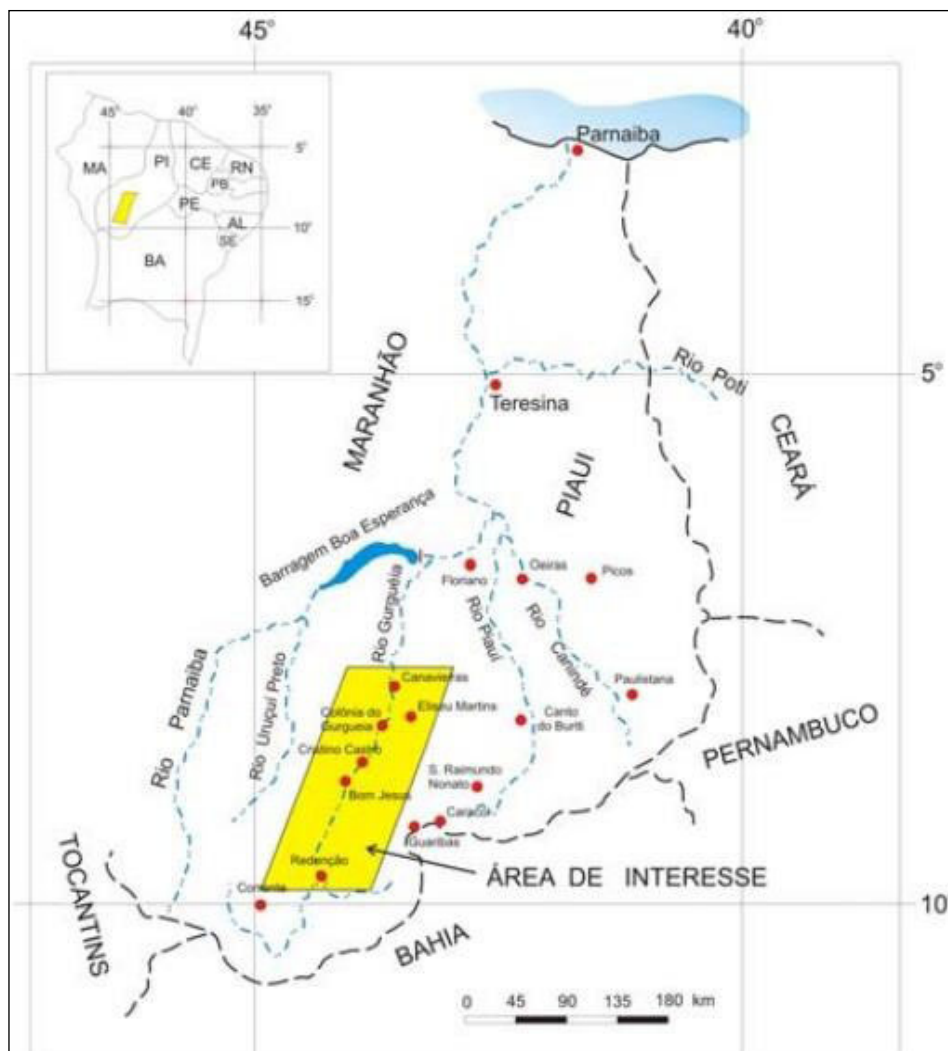 45°
40°
45°
40°
35°
5°
MA
PI
CE
RN
PB
PE
10°
AL
SE
BA
15°
Parnaiba
MARANHÃO
Rio Poti
5°
Teresina
CEARÁ
PIAUI
Barragem Boa Esperança
Floriano
Oeiras
Picos
Rio Gurguéia
Rio Piauí
Rio Canindé
Rio Parnaiba
Rio Uruçuí Preto
Canavieiras
Paulistana
Colônia do
Gurgueia
Eliseu Martins
Canto
do Buriti
PERNAMBUCO
Cristino Castro
S. Raimundo
Nonato
Bom Jesus
Caracol
Guaribas
Redenção
ÁREA DE INTERESSE
Corrente
TOCANTINS
10°
BAHIA
0 45 90 135 180 km